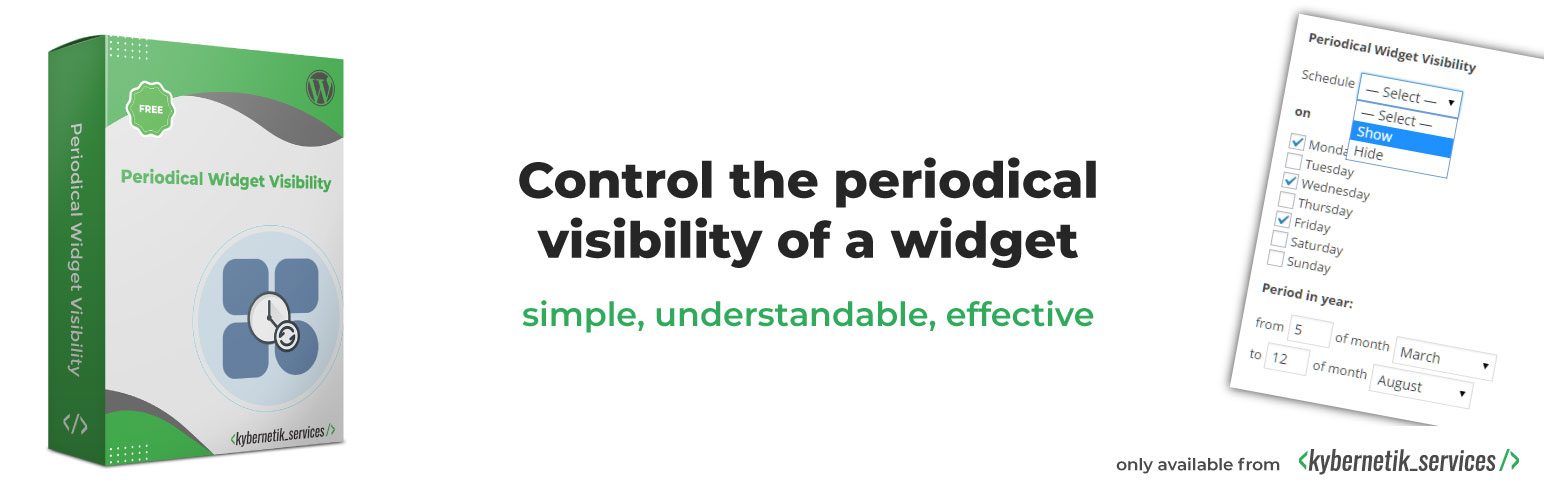 FREE
Periodical Widget Visibility
Periodical Widget Visibility
</>
<kybernetik_services/>
Control the periodical
visibility of a widget
simple, understandable, effective
Periodical Widget Visibility
Schedule — Select —
— Select —
Show
Hide
on
Monda
Tuesday
Wednesday
Thursday
Friday
Saturday
Sunday
Period in year:
from 5 of month March
to 12 of month August
only available from <kybernetik_services/>